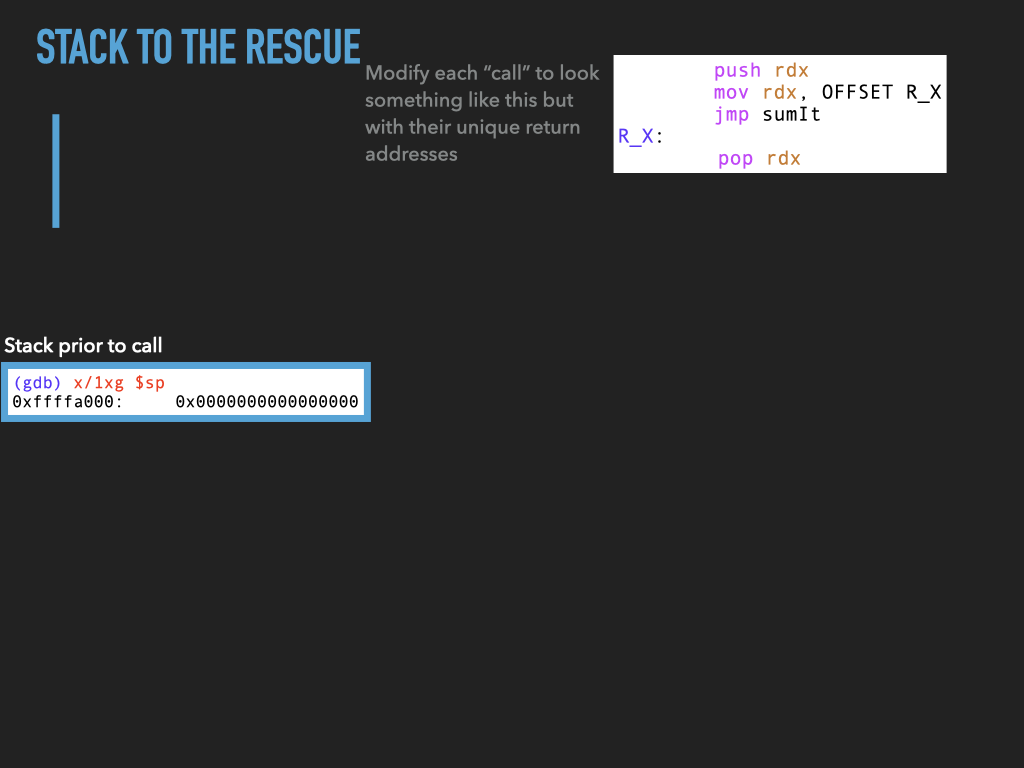 STACK TO THE RESCUE
Modify each “call” to look
something like this but
with their unique return
addresses
push rdx
mov rdx, OFFSET R_X
jmp sumIt
R_X:
pop rdx
Stack prior to call
(gdb) x/1xg $sp
0xffffa000: 0x0000000000000000